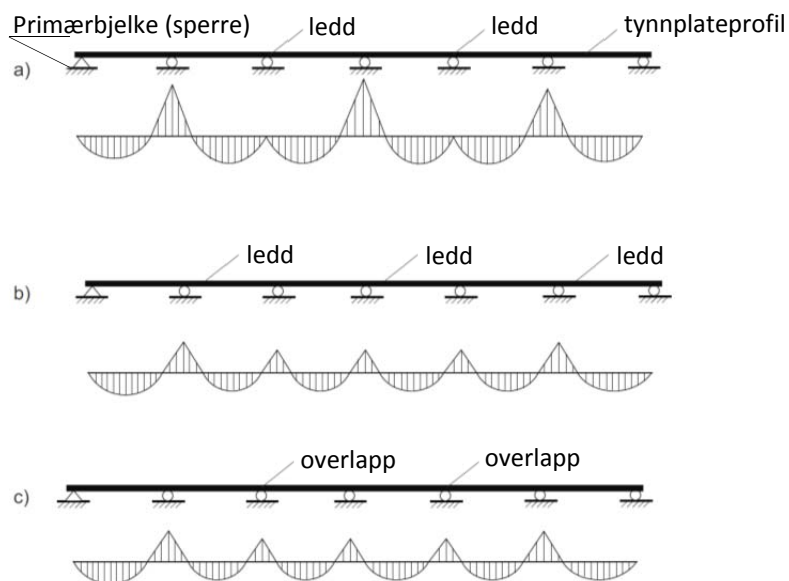 Primærbjelke (sperre) ledd ledd tynnplateprofil
a)
ledd ledd ledd
b)
overlapp overlapp
c)